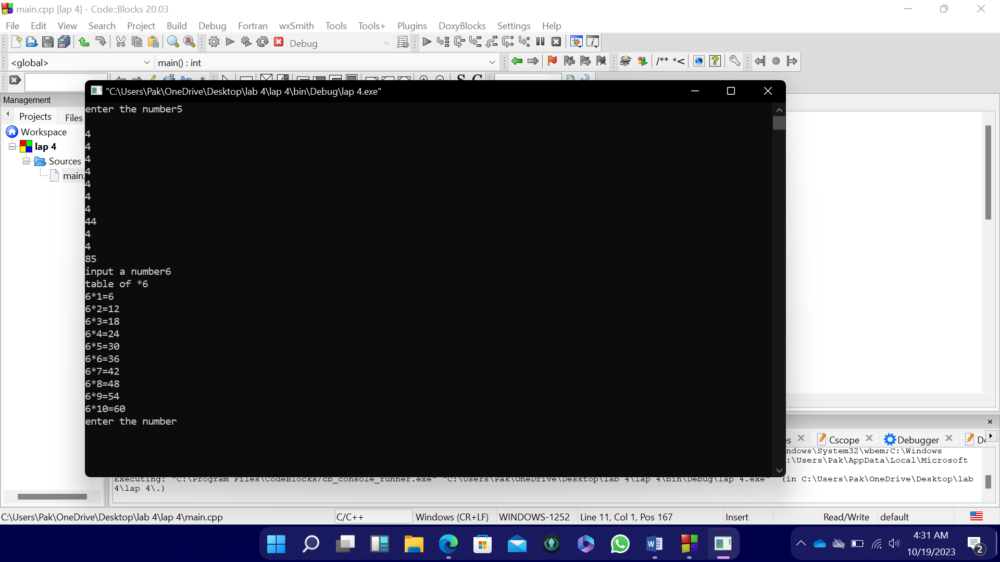 main.cpp [lap 4] - Code::Blocks 20.03
File Edit View Search Project Build Debug Fortran wxSmith Tools Tools+ Plugins DoxyBlocks Settings Help
Debug
<global> main() : int /** *<
S C
"C:\Users\Pak\OneDrive\Desktop\lab 4\lap 4\bin\Debug\lap 4.exe"
Management
Projects Files
Workspace
lap 4
Sources
main.
enter the number5
4
4
4
4
4
4
4
44
4
4
85
input a number6
table of *6
6*1=6
6*2=12
6*3=18
6*4=24
6*5=30
6*6=36
6*7=42
6*8=48
6*9=54
6*10=60
enter the number
es Cscope Debugger Do
ndows\System32\wbem;C:\Windows
:\Users\Pak\AppData\Local\Microsoft
Executing: "C:\Program Files\CodeBlocks/cb_console_runner.exe" "C:\Users\Pak\OneDrive\Desktop\lab 4\lap 4\bin\Debug\lap 4.exe" (in C:\Users\Pak\OneDrive\Desktop\lab
4\lap 4\.)
C:\Users\Pak\OneDrive\Desktop\lab 4\lap 4\main.cpp C/C++ Windows (CR+LF) WINDOWS-1252 Line 11, Col 1, Pos 167 Insert Read/Write default
4:31 AM
10/19/2023
2